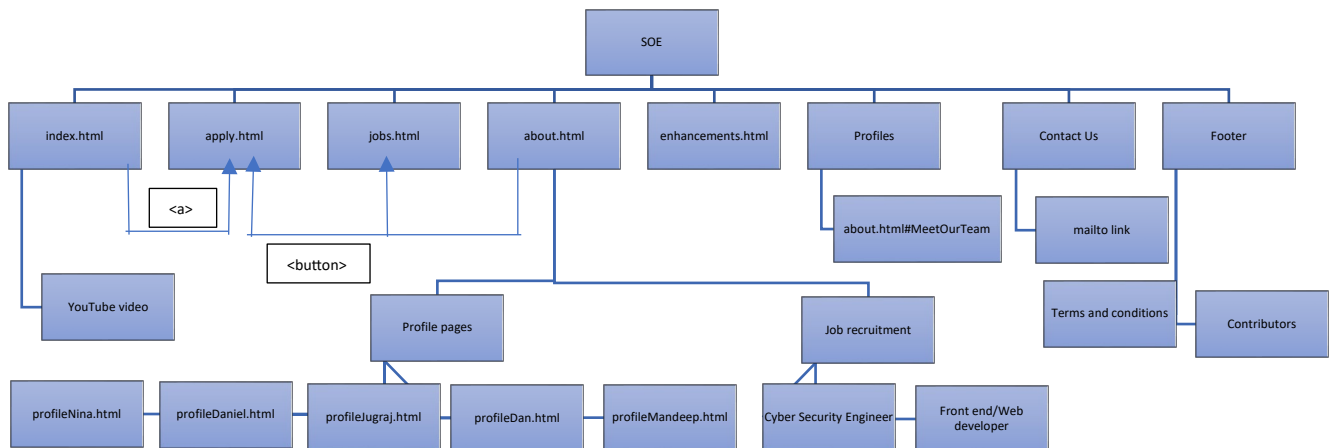 SOE
index.html
apply.html
jobs.html
about.html
enhancements.html
Profiles
Contact Us
Footer
<a>
about.html#MeetOurTeam
mailto link
<button>
YouTube video
Profile pages
Job recruitment
Terms and conditions
Contributors
profileNina.html
profileDaniel.html
profileJugraj.html
profileDan.html
profileMandeep.html
Cyber Security Engineer
Front end/Web
developer